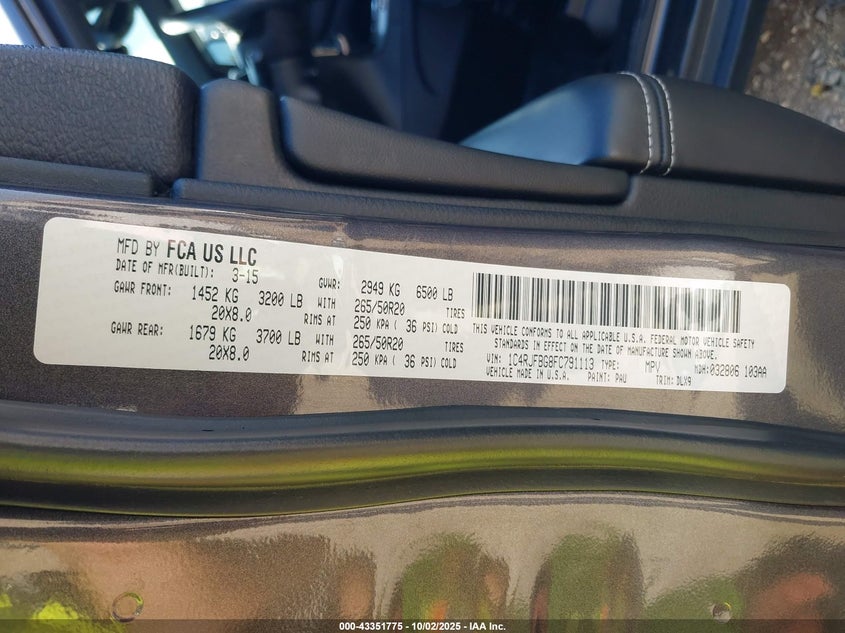 MFD BY FCA US LLC
DATE OF MFR(BUILT): 3-15 GVWR: 2949 KG 6500 LB
GAWR FRONT: 1452 KG 3200 LB WITH 265/50R20 TIRES
20X8.0 RIMS AT 250 KPA ( 36 PSI) COLD
GAWR REAR: 1679 KG 3700 LB WITH 265/50R20 TIRES
20X8.0 RIMS AT 250 KPA ( 36 PSI) COLD
THIS VEHICLE CONFORMS TO ALL APPLICABLE U.S.A. FEDERAL MOTOR VEHICLE SAFETY
STANDARDS IN EFFECT ON THE DATE OF MANUFACTURE SHOWN ABOVE.
VIN: 1C4RJFBG8FC791113 TYPE: MPV MDH:032806 103AA
VEHICLE MADE IN U.S.A. PAINT: PAU TRIM: DLX9
000-43351775 - 10/02/2025 - IAA Inc.